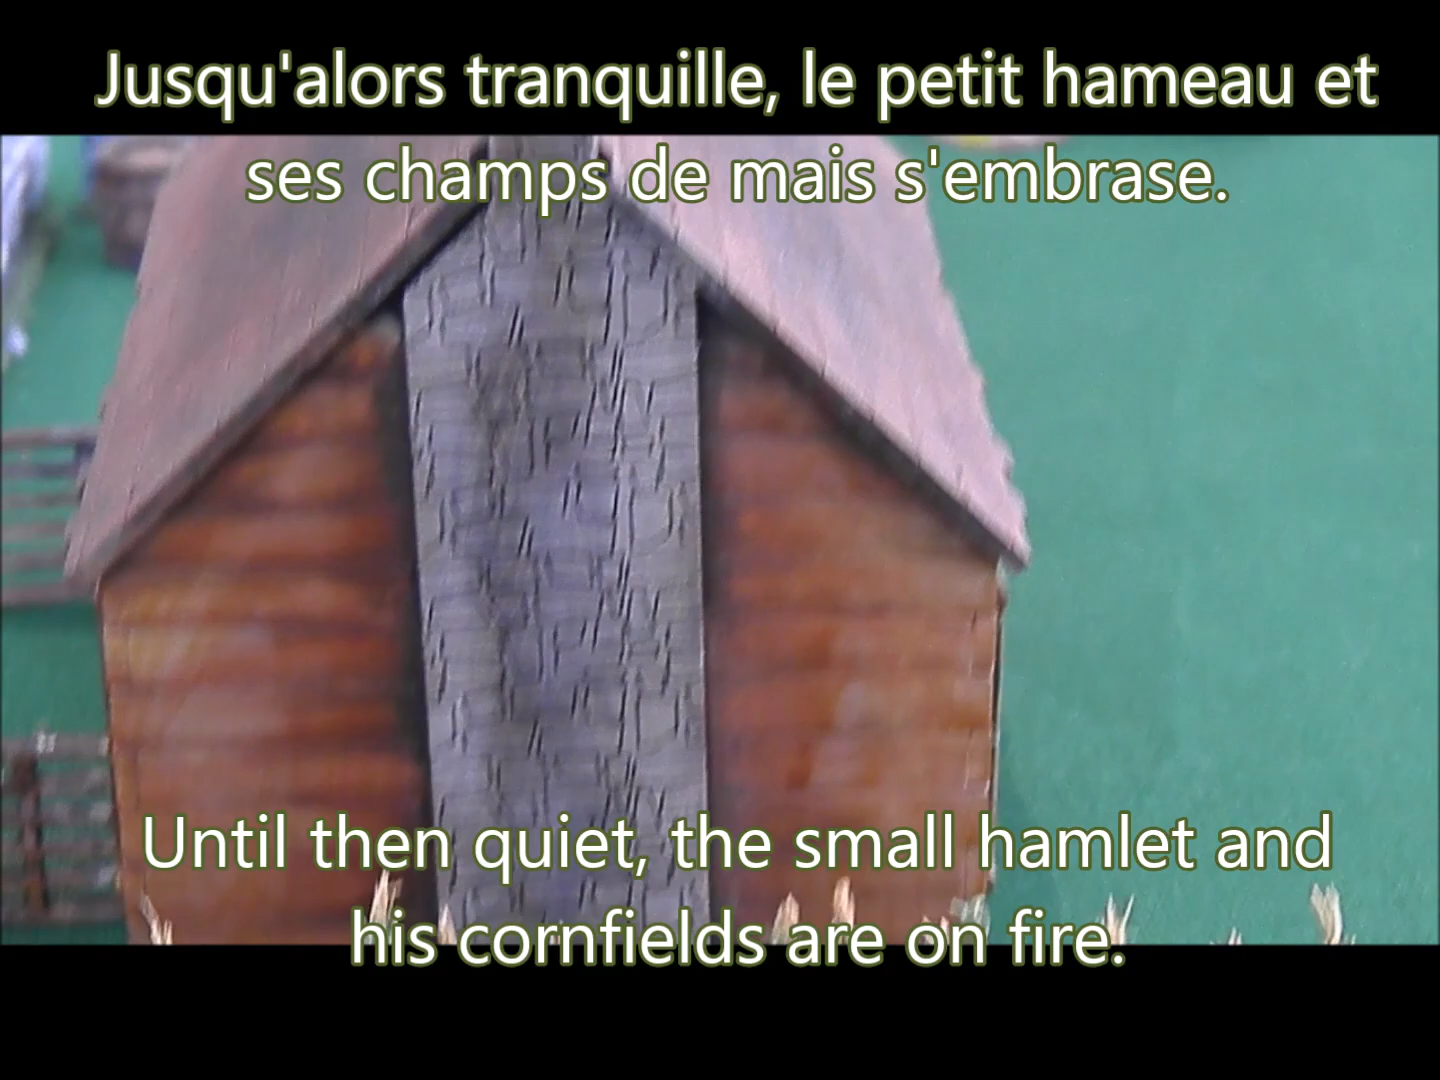 Jusqu'alors tranquille, le petit hameau et
ses champs de mais s'embrase.
Until then quiet, the small hamlet and
his cornfields are on fire.